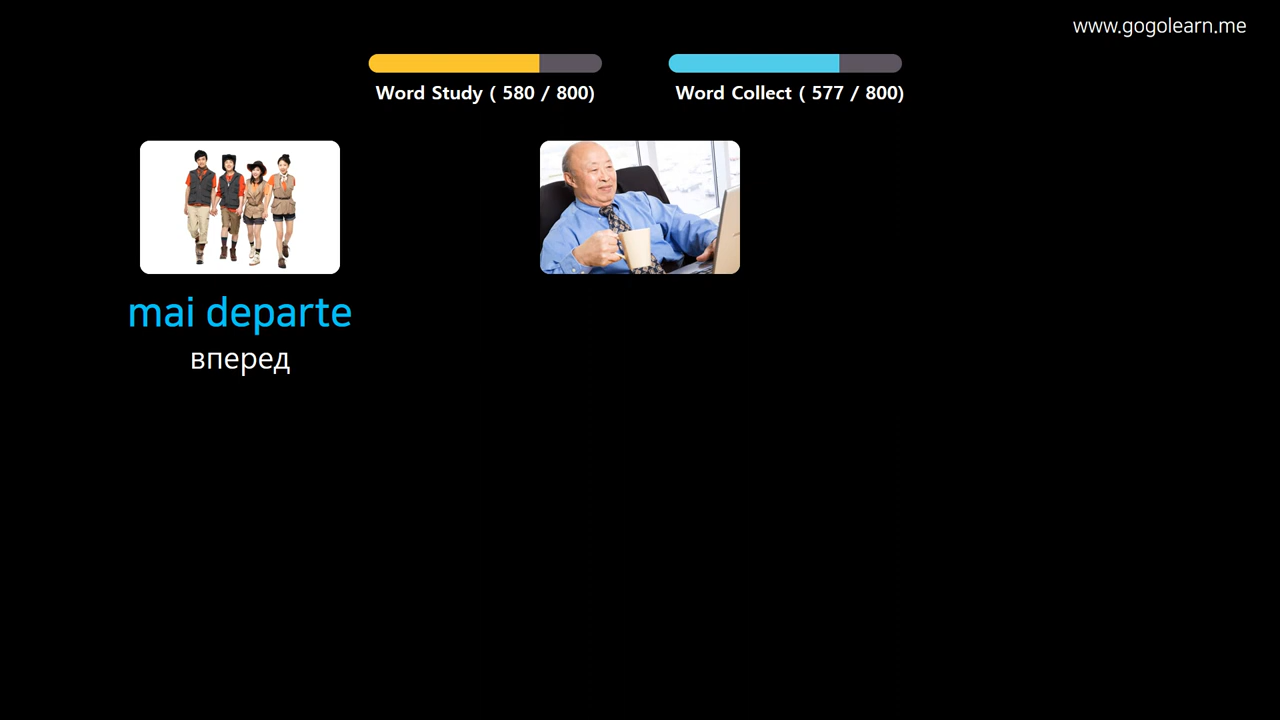 www.gogolearn.me
Word Study ( 580 / 800)
Word Collect ( 577 / 800)
mai departe
вперед